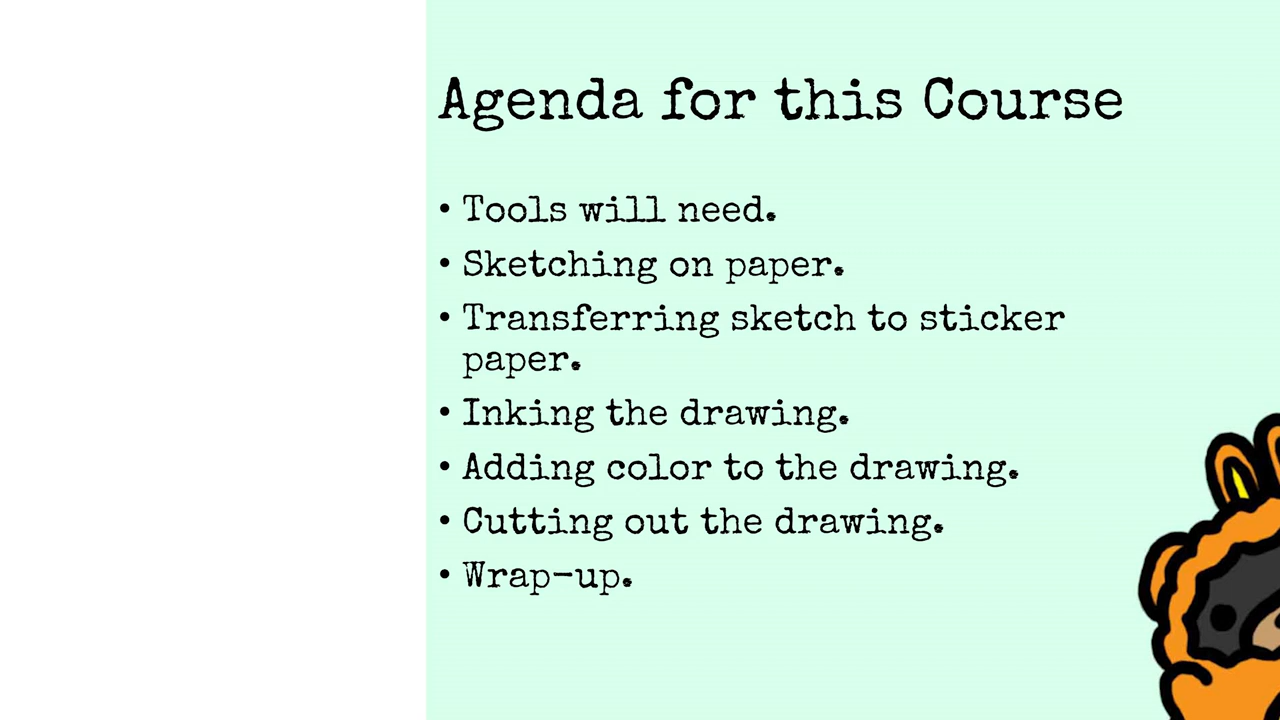 Agenda for this Course
• Tools will need.
• Sketching on paper.
• Transferring sketch to sticker
paper.
• Inking the drawing.
• Adding color to the drawing.
• Cutting out the drawing.
• Wrap-up.